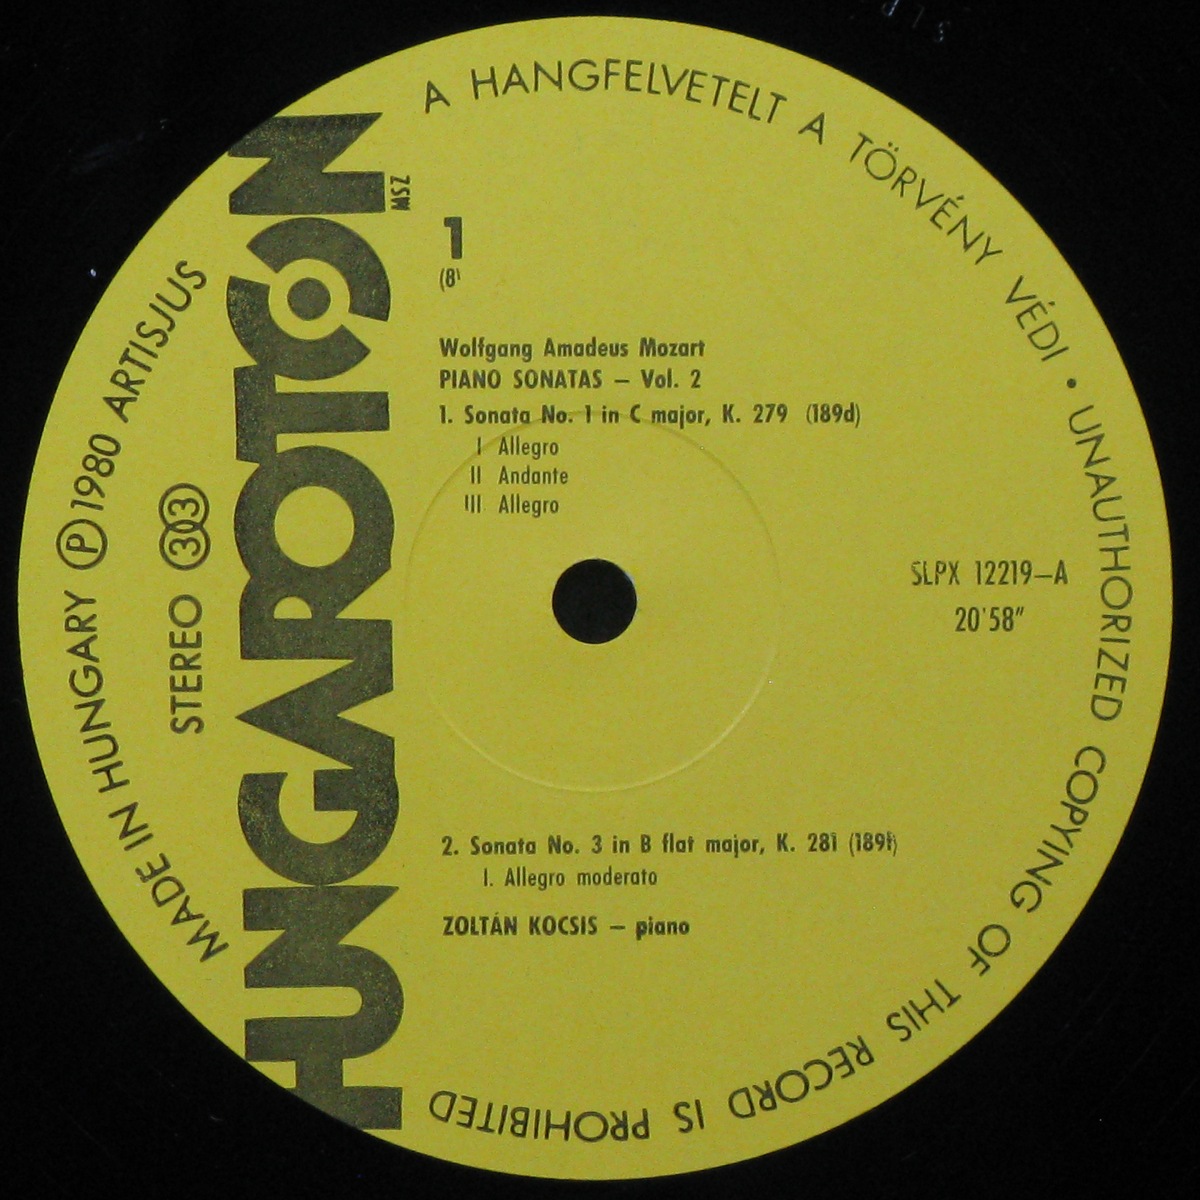 A HANGFELVETELT A TÖRVÉNY VÉDI • UNAUTHORIZED COPYING OF THIS RECORD IS PROHIBITED
MADE IN HUNGARY Ⓟ 1980 ARTISJUS
STEREO 33
HUNGAROTON
MSZ
1
(8)
Wolfgang Amadeus Mozart
PIANO SONATAS – Vol. 2
1. Sonata No. 1 in C major, K. 279 (189d)
I Allegro
II Andante
III Allegro
SLPX 12219–A
20'58"
2. Sonata No. 3 in B flat major, K. 281 (189f)
I. Allegro moderato
ZOLTÁN KOCSIS – piano